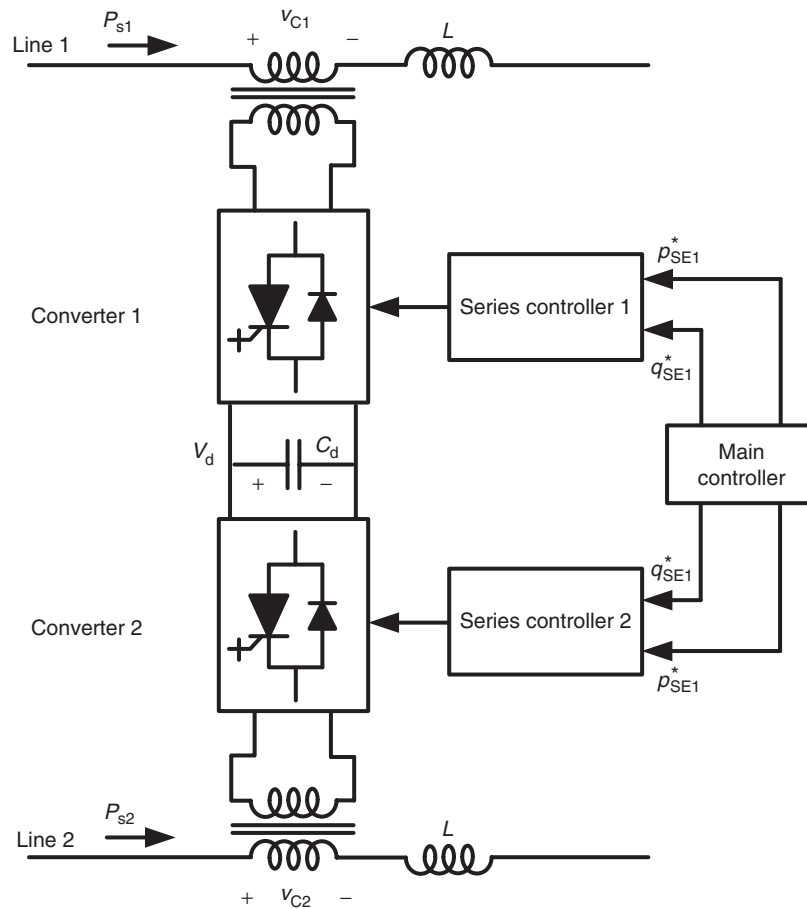 P_s1
v_C1
+ −
L
Line 1
p*_SE1
Series controller 1
Converter 1
q*_SE1
V_d
C_d
+ −
Main
controller
q*_SE1
Series controller 2
Converter 2
p*_SE1
P_s2
L
Line 2
+ v_C2 −